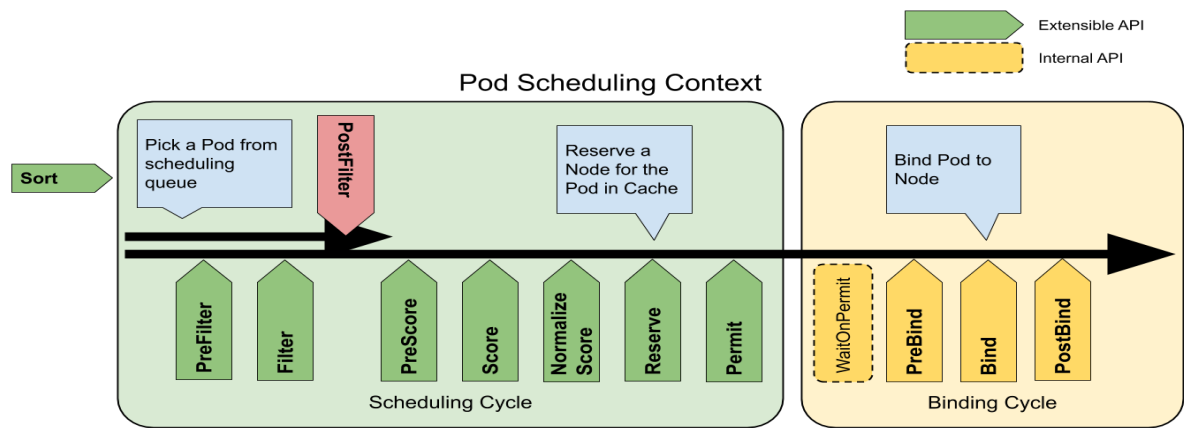 Extensible API
Internal API
Pod Scheduling Context
Pick a Pod from
scheduling
queue
PostFilter
Reserve a
Node for the
Pod in Cache
Bind Pod to
Node
Sort
PreFilter
Filter
PreScore
Score
Normalize
Score
Reserve
Permit
WaitOnPermit
PreBind
Bind
PostBind
Scheduling Cycle
Binding Cycle